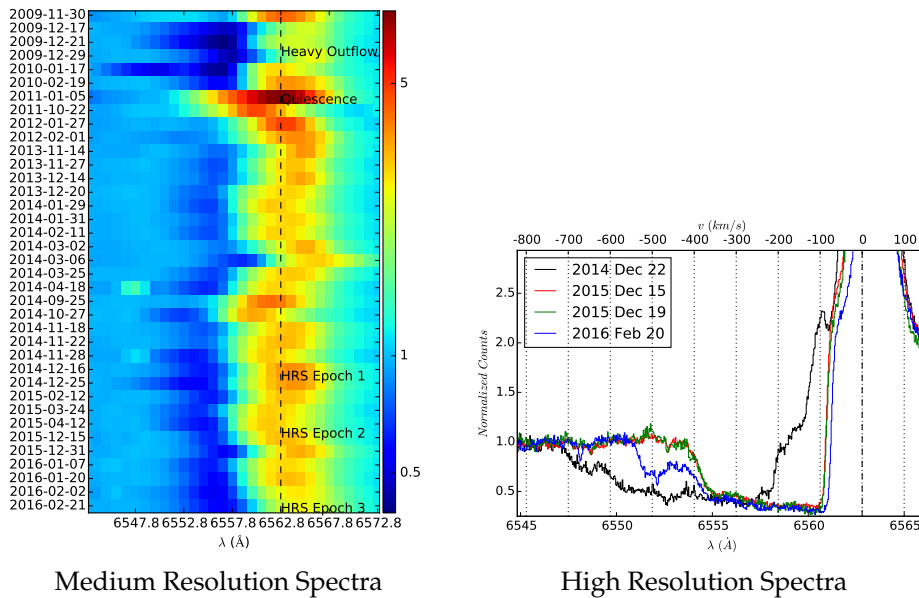 2009-11-30
2009-12-17
2009-12-21
2009-12-29
2010-01-17
2010-02-19
2011-01-05
2011-10-22
2012-01-27
2012-02-01
2013-11-27
2013-12-14
2013-12-20
2014-01-29
2014-01-31
2014-03-02
2014-03-06
2014-03-25
2014-04-18
2014-09-25
2014-10-27
2014-11-18
2014-11-28
2014-12-16
2014-12-25
2015-02-12
2015-03-24
2015-04-12
2015-12-15
2015-12-31
2016-01-07
2016-01-20
2016-02-02
2016-02-21
Heavy Outflow
Quiescence
HRS Epoch 1
HRS Epoch 2
HRS Epoch 3
6547.8 6552.8 6557.8 6562.8 6567.8 6572.8
λ (Å)
5
1
0.5
Medium Resolution Spectra
v (km/s)
-800 -700 -600 -500 -400 -300 -200 -100 0 100
2014 Dec 22
2015 Dec 15
2015 Dec 19
2016 Feb 20
Normalized Counts
2.5
2.0
1.5
1.0
0.5
6545 6550 6555 6560 6565
λ (Å)
High Resolution Spectra